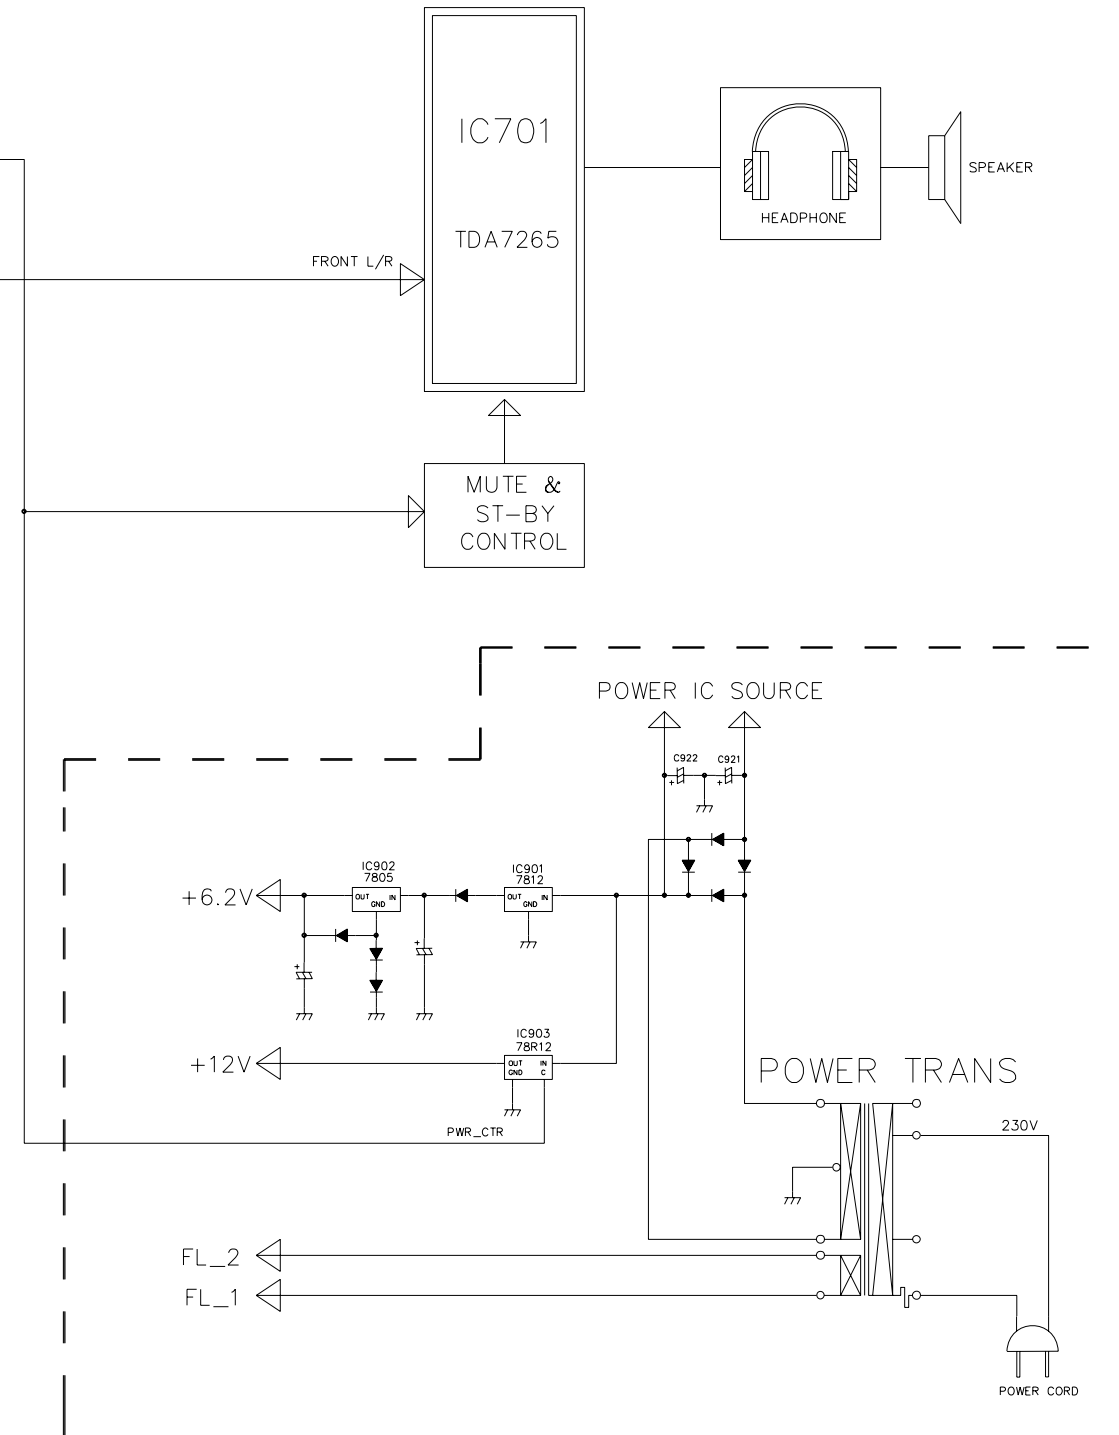 IC701
TDA7265
HEADPHONE
SPEAKER
FRONT L/R
MUTE &
ST-BY
CONTROL
POWER IC SOURCE
C922
C921
+
+
IC902
7805
OUT
IN
GND
IC901
7812
OUT
IN
GND
+6.2V
+
+
IC903
78R12
OUT
IN
GND
C
+12V
PWR_CTR
POWER TRANS
230V
FL_2
FL_1
POWER CORD